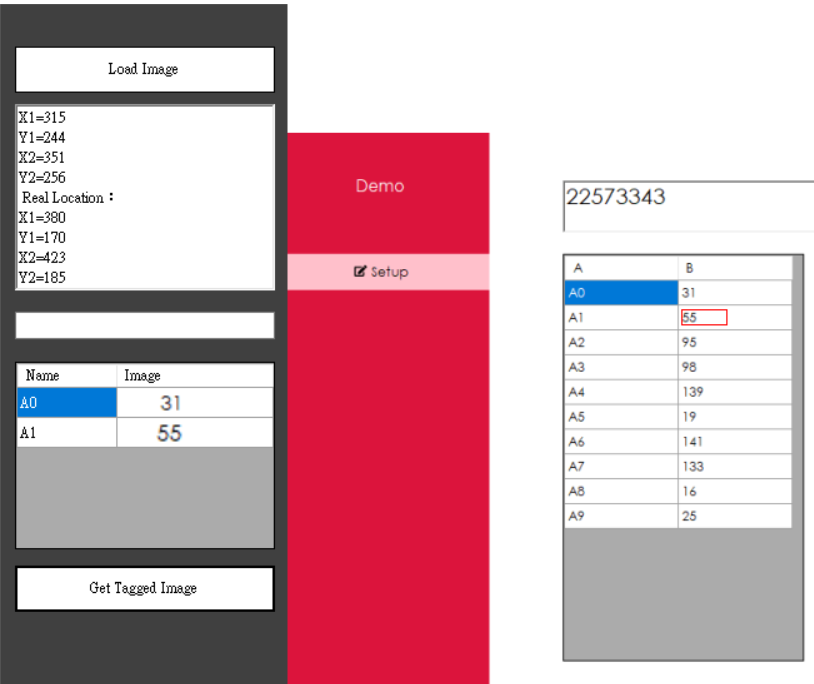 Load Image
X1=315
Y1=244
X2=351
Y2=256
Real Location：
X1=380
Y1=170
X2=423
Y2=185
Name Image
A0 31
A1 55
Get Tagged Image
Demo
Setup
22573343
A B
A0 31
A1 55
A2 95
A3 98
A4 139
A5 19
A6 141
A7 133
A8 16
A9 25